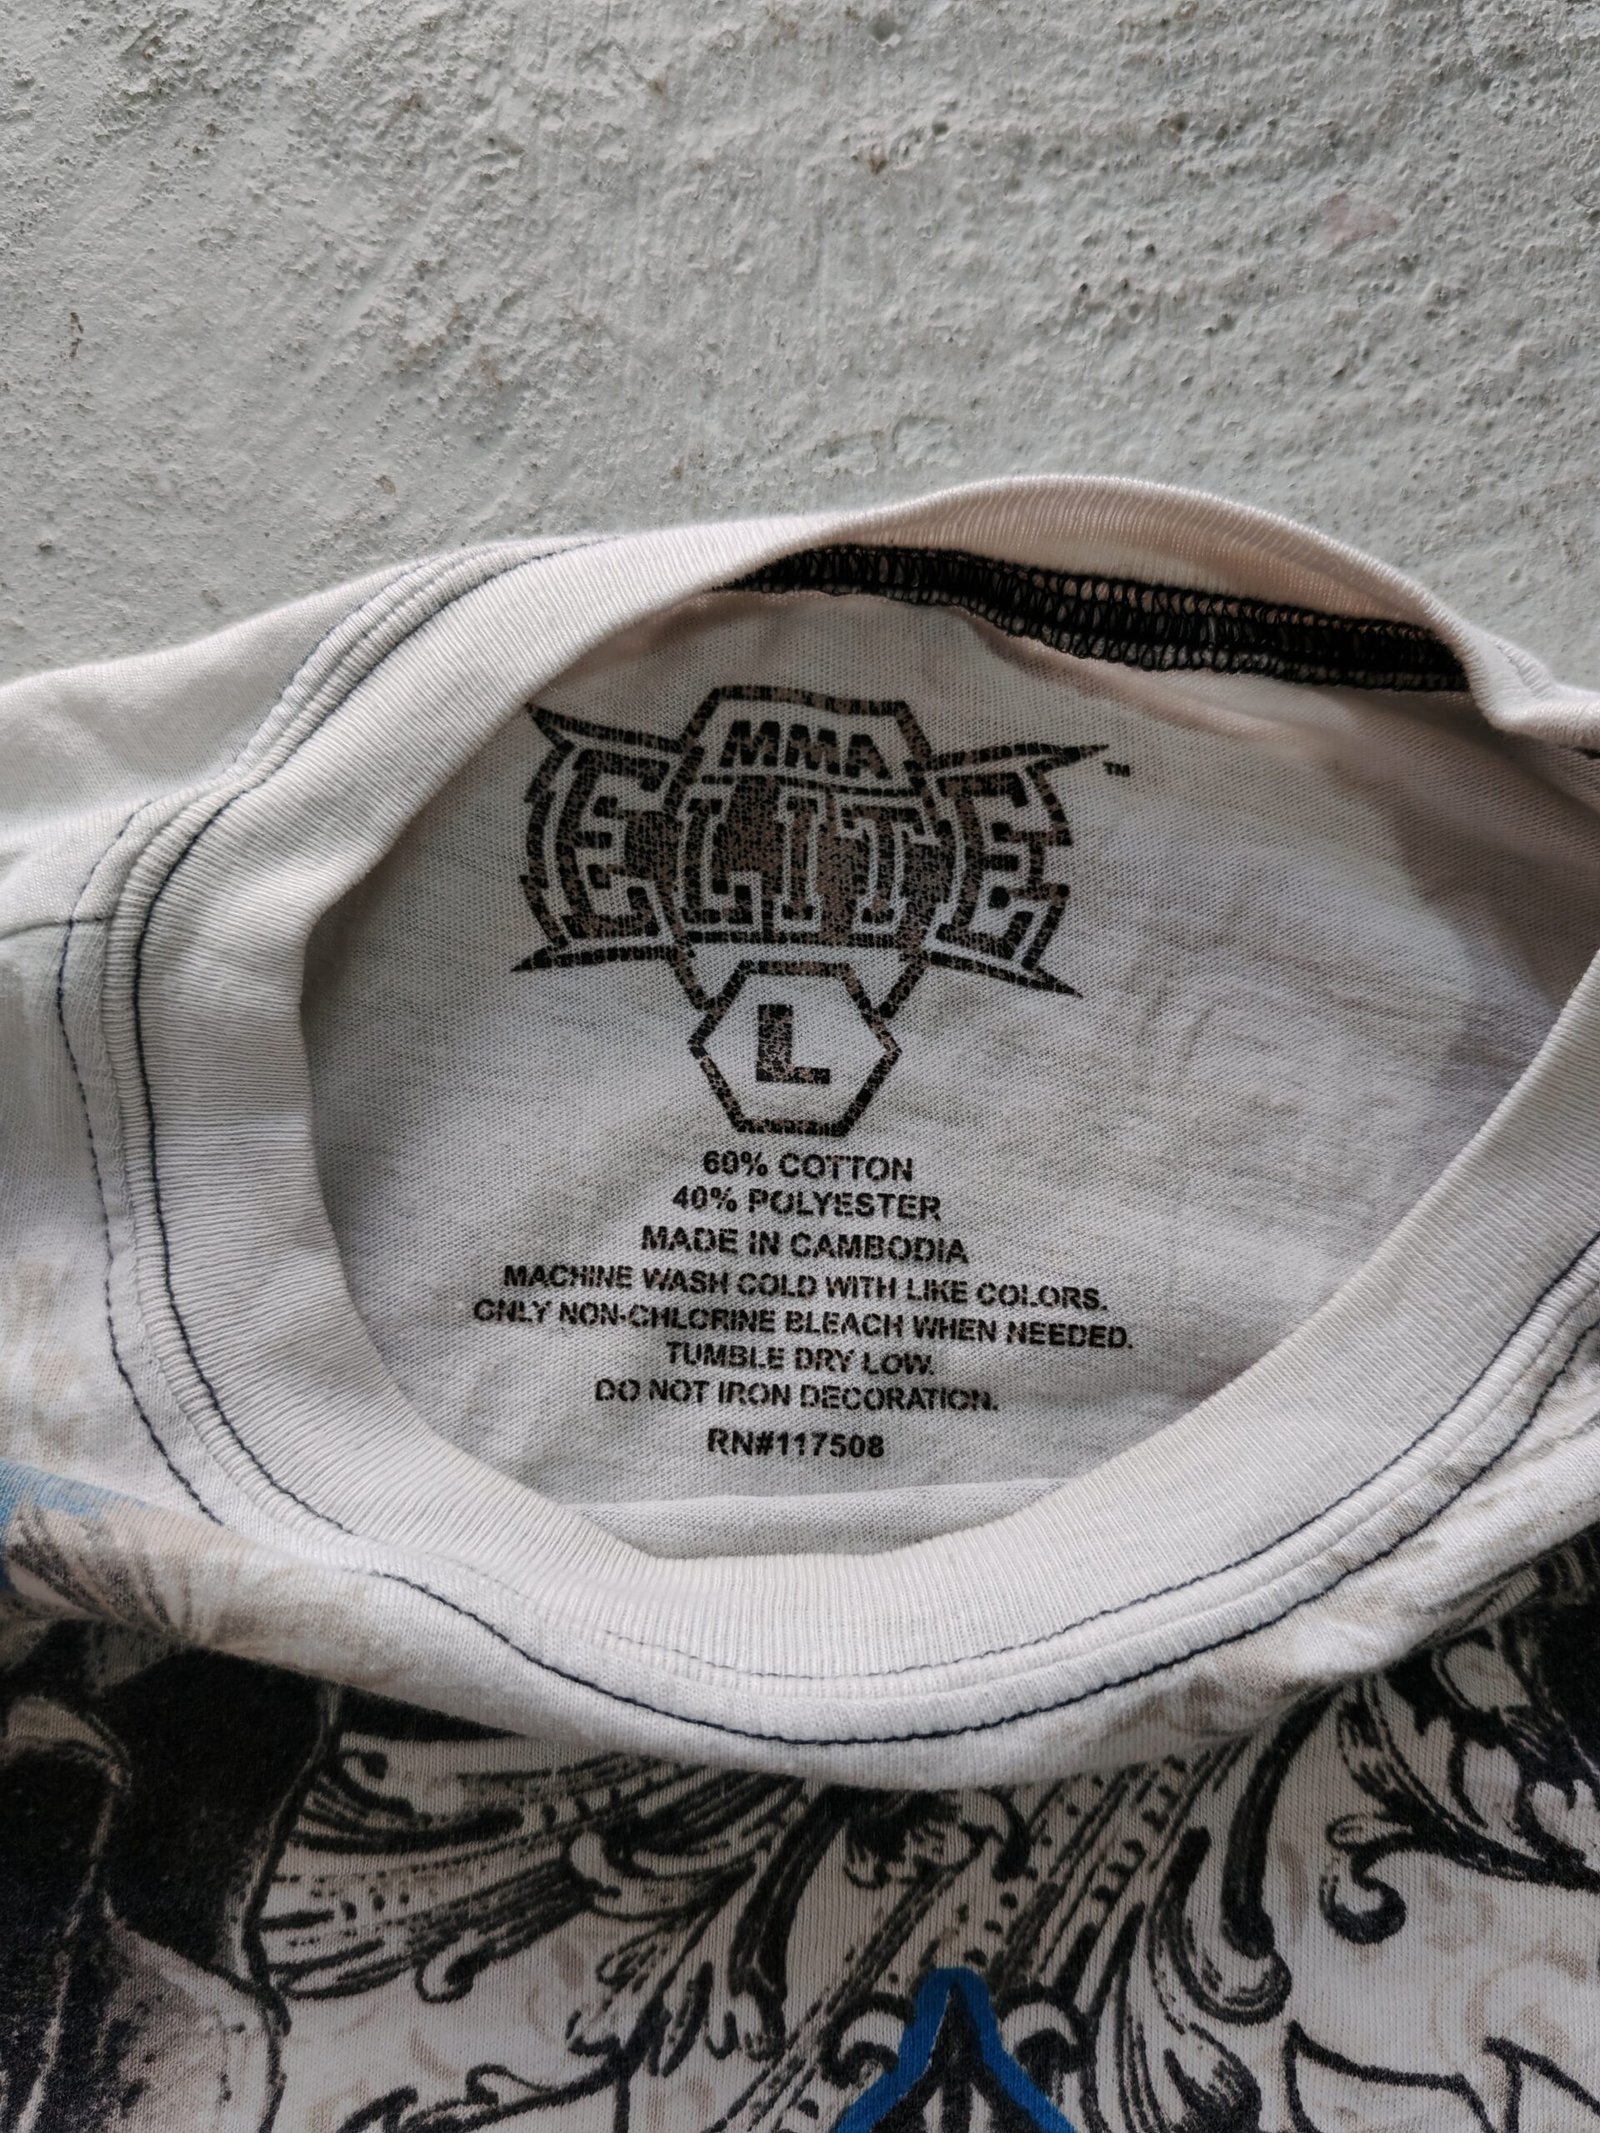 MMA
ELITE
™
L
60% COTTON
40% POLYESTER
MADE IN CAMBODIA
MACHINE WASH COLD WITH LIKE COLORS.
ONLY NON-CHLORINE BLEACH WHEN NEEDED.
TUMBLE DRY LOW.
DO NOT IRON DECORATION.
RN#117508